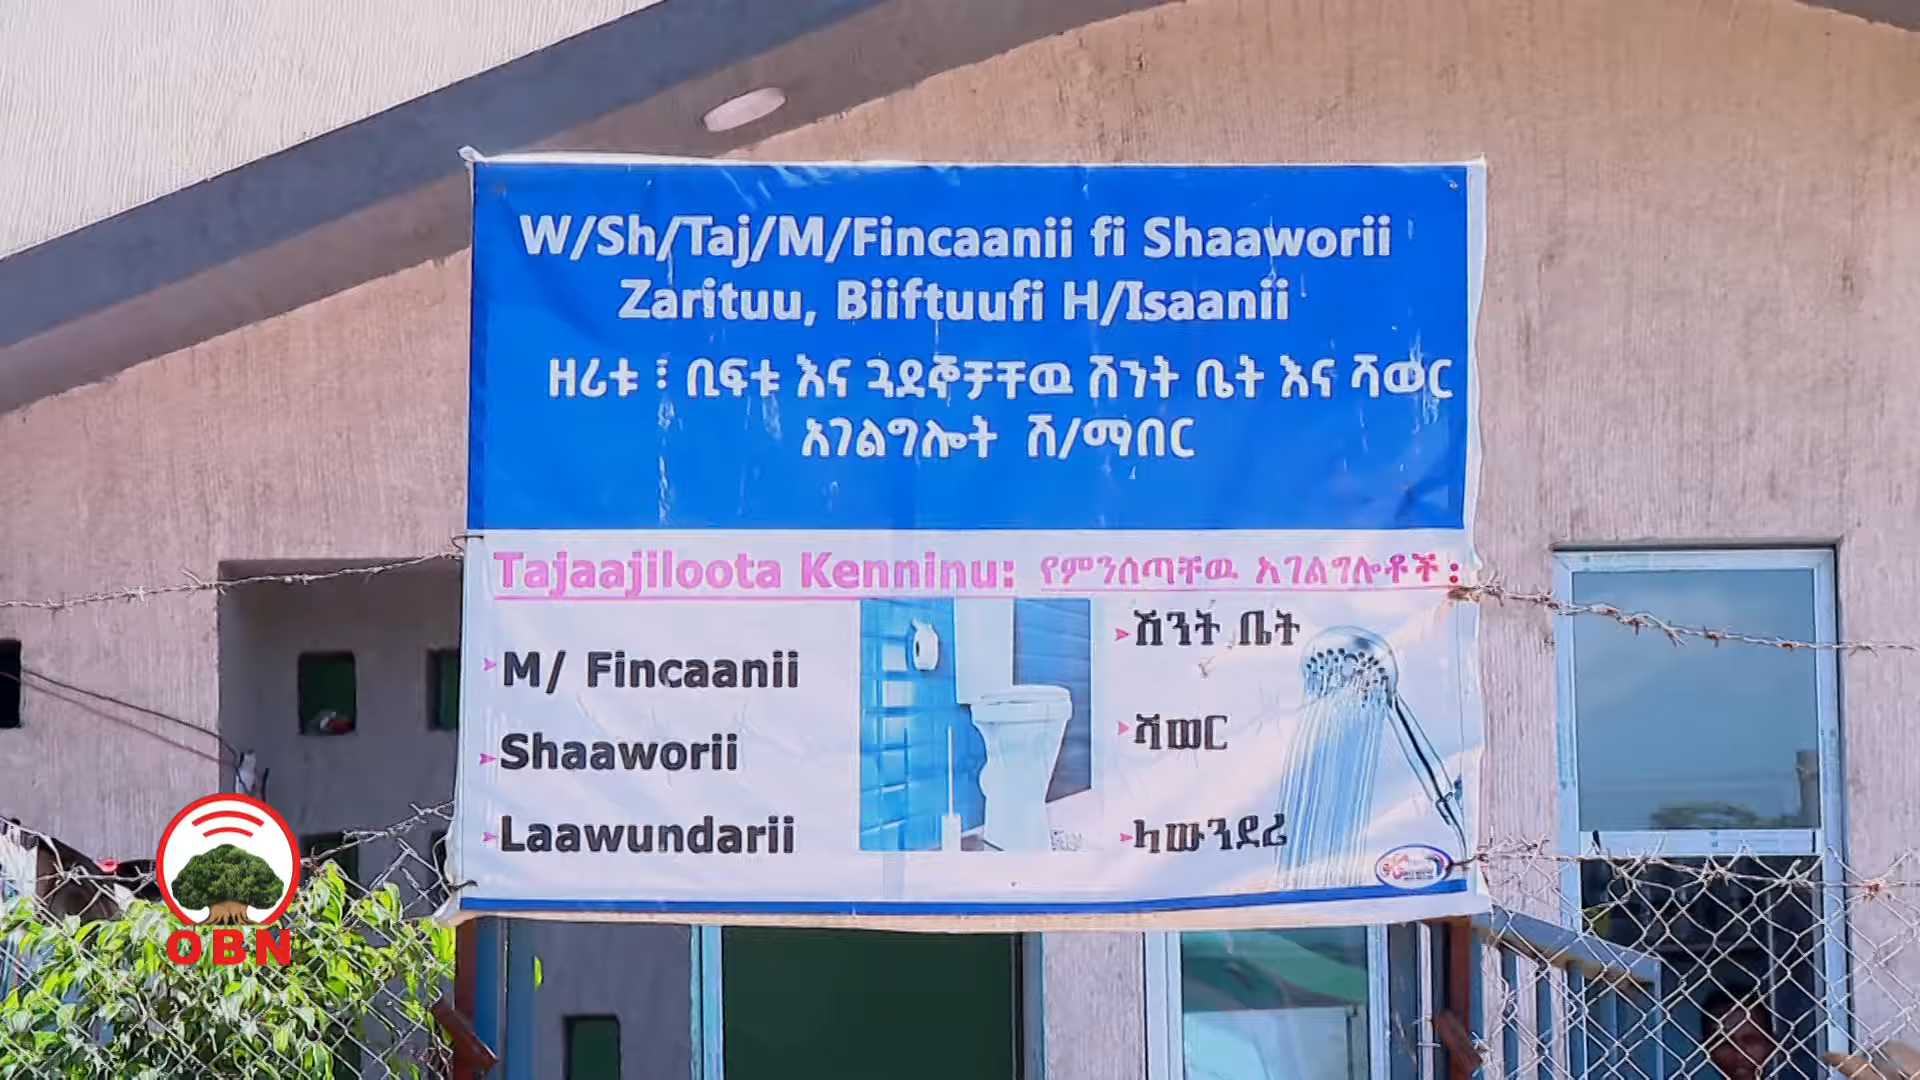 W/Sh/Taj/M/Fincaanii fi Shaaworii
Zarituu, Biiftuufi H/Isaanii
ዘሪቱ ፣ ቢፍቱ እና ጓደኞቻቸዉ ሽንት ቤት እና ሻወር
አገልግሎት ሽ/ማበር
Tajaajiloota Kenninu: የምንሰጣቸዉ አገልግሎቶች :
M/ Fincaanii
Shaaworii
Laawundarii
ሽንት ቤት
ሻወር
ላውንደሪ
OBN